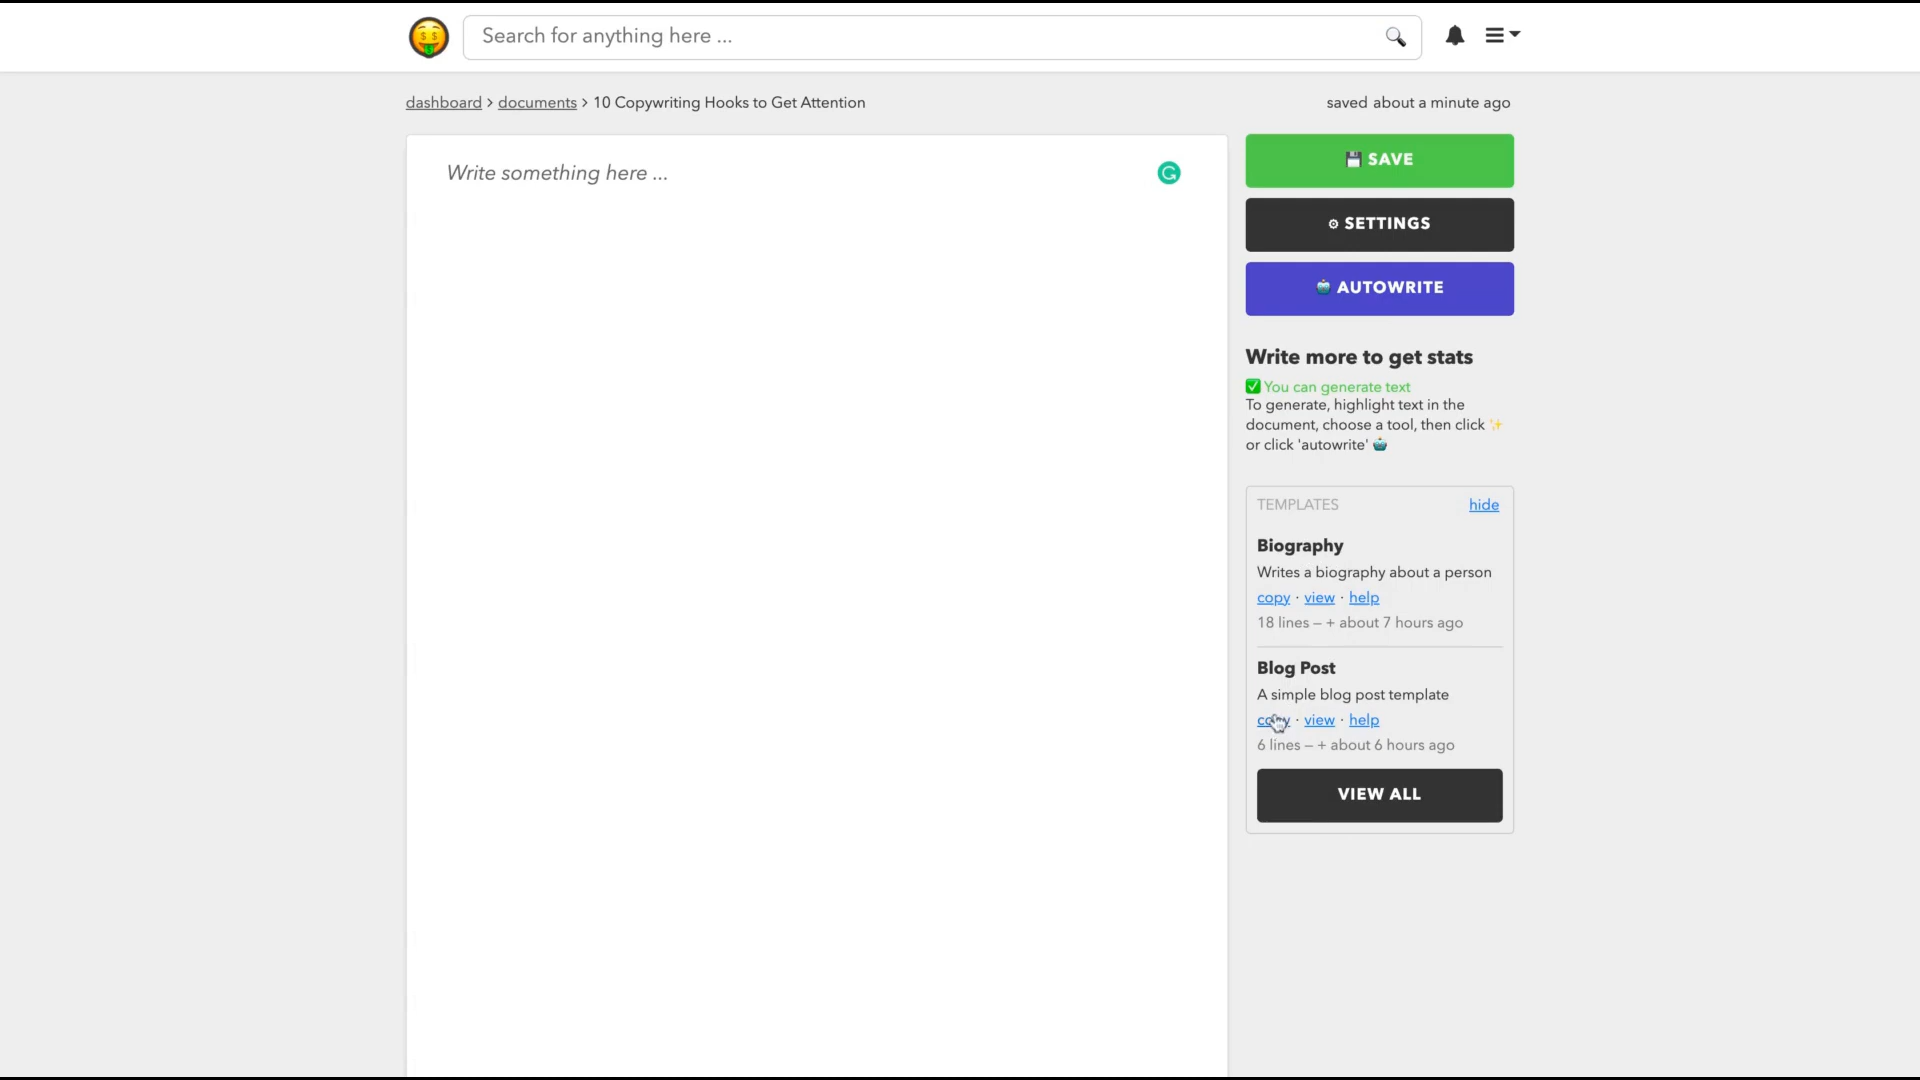 Search for anything here ...
dashboard > documents > 10 Copywriting Hooks to Get Attention
saved about a minute ago
Write something here ...
SAVE
SETTINGS
AUTOWRITE
Write more to get stats
You can generate text
To generate, highlight text in the
document, choose a tool, then click
or click 'autowrite'
TEMPLATES
hide
Biography
Writes a biography about a person
copy · view · help
18 lines – + about 7 hours ago
Blog Post
A simple blog post template
copy · view · help
6 lines – + about 6 hours ago
VIEW ALL